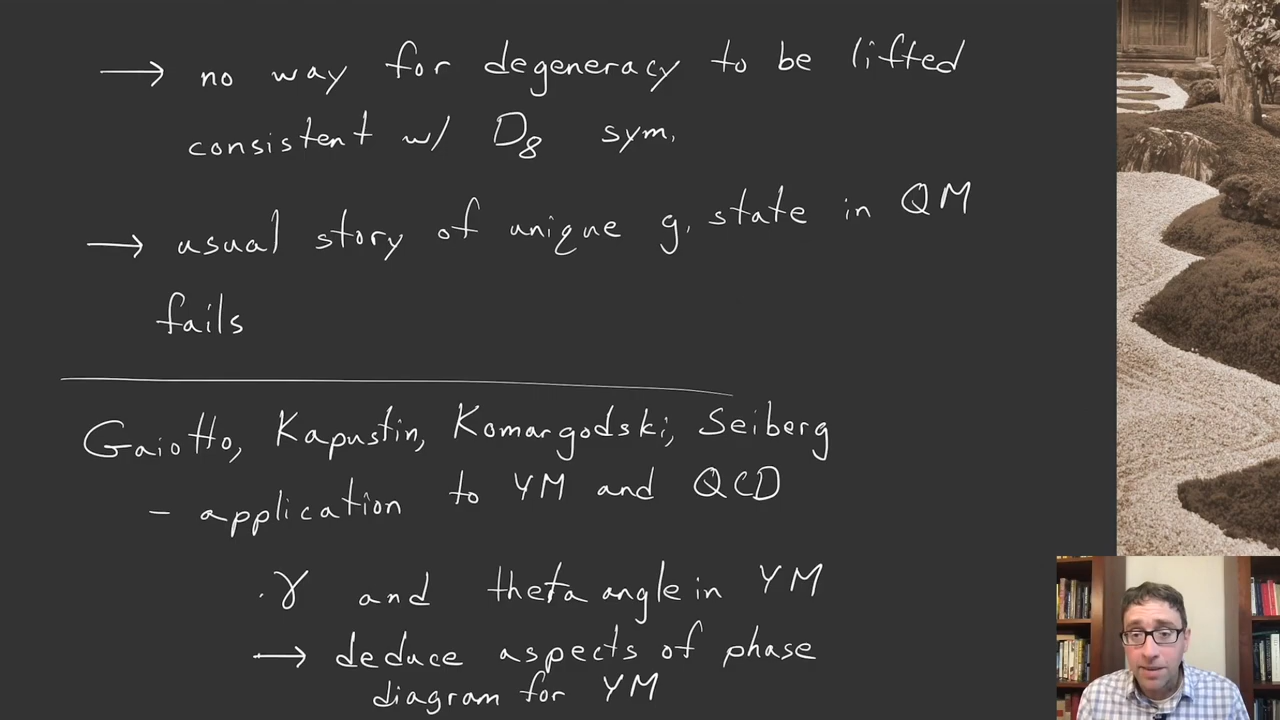 → no way for degeneracy to be lifted
consistent w/ D8 sym.
→ usual story of unique g. state in QM
fails
Gaiotto, Kapustin, Komargodski, Seiberg
- application to YM and QCD
. γ and theta angle in YM
→ deduce aspects of phase
diagram for YM